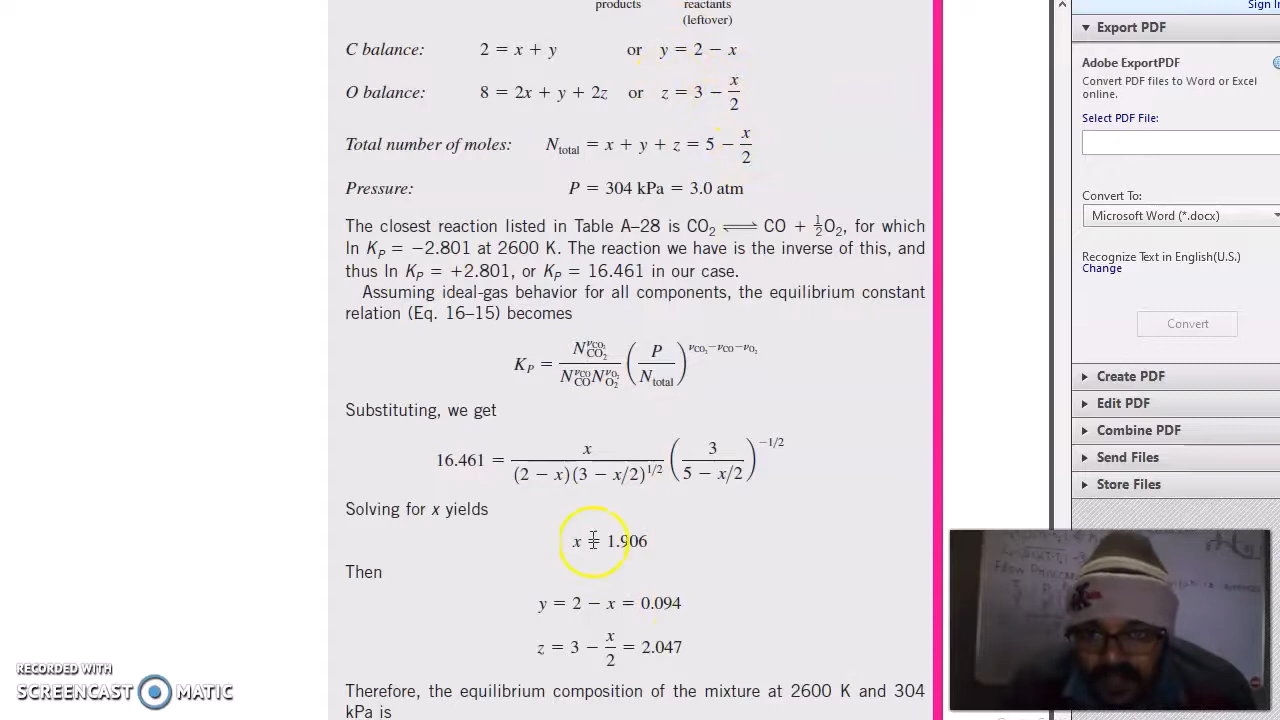 products reactants
(leftover)
C balance: 2 = x + y or y = 2 − x
O balance: 8 = 2x + y + 2z or z = 3 − x/2
Total number of moles: N_total = x + y + z = 5 − x/2
Pressure: P = 304 kPa = 3.0 atm
The closest reaction listed in Table A–28 is CO₂ ⇌ CO + ½O₂, for which
ln K_P = −2.801 at 2600 K. The reaction we have is the inverse of this, and
thus ln K_P = +2.801, or K_P = 16.461 in our case.
Assuming ideal-gas behavior for all components, the equilibrium constant
relation (Eq. 16–15) becomes
K_P = N_CO₂^ν_CO₂ / (N_CO^ν_CO N_O₂^ν_O₂) (P / N_total)^(ν_CO₂−ν_CO−ν_O₂)
Substituting, we get
16.461 = x / ((2 − x)(3 − x/2)^1/2) (3 / (5 − x/2))^−1/2
Solving for x yields
x = 1.906
Then
y = 2 − x = 0.094
z = 3 − x/2 = 2.047
Therefore, the equilibrium composition of the mixture at 2600 K and 304
kPa is
Sign In
Export PDF
Adobe ExportPDF
Convert PDF files to Word or Excel
online.
Select PDF File:
Convert To:
Microsoft Word (*.docx)
Recognize Text in English(U.S.)
Change
Convert
Create PDF
Edit PDF
Combine PDF
Send Files
Store Files
RECORDED WITH
SCREENCAST MATIC